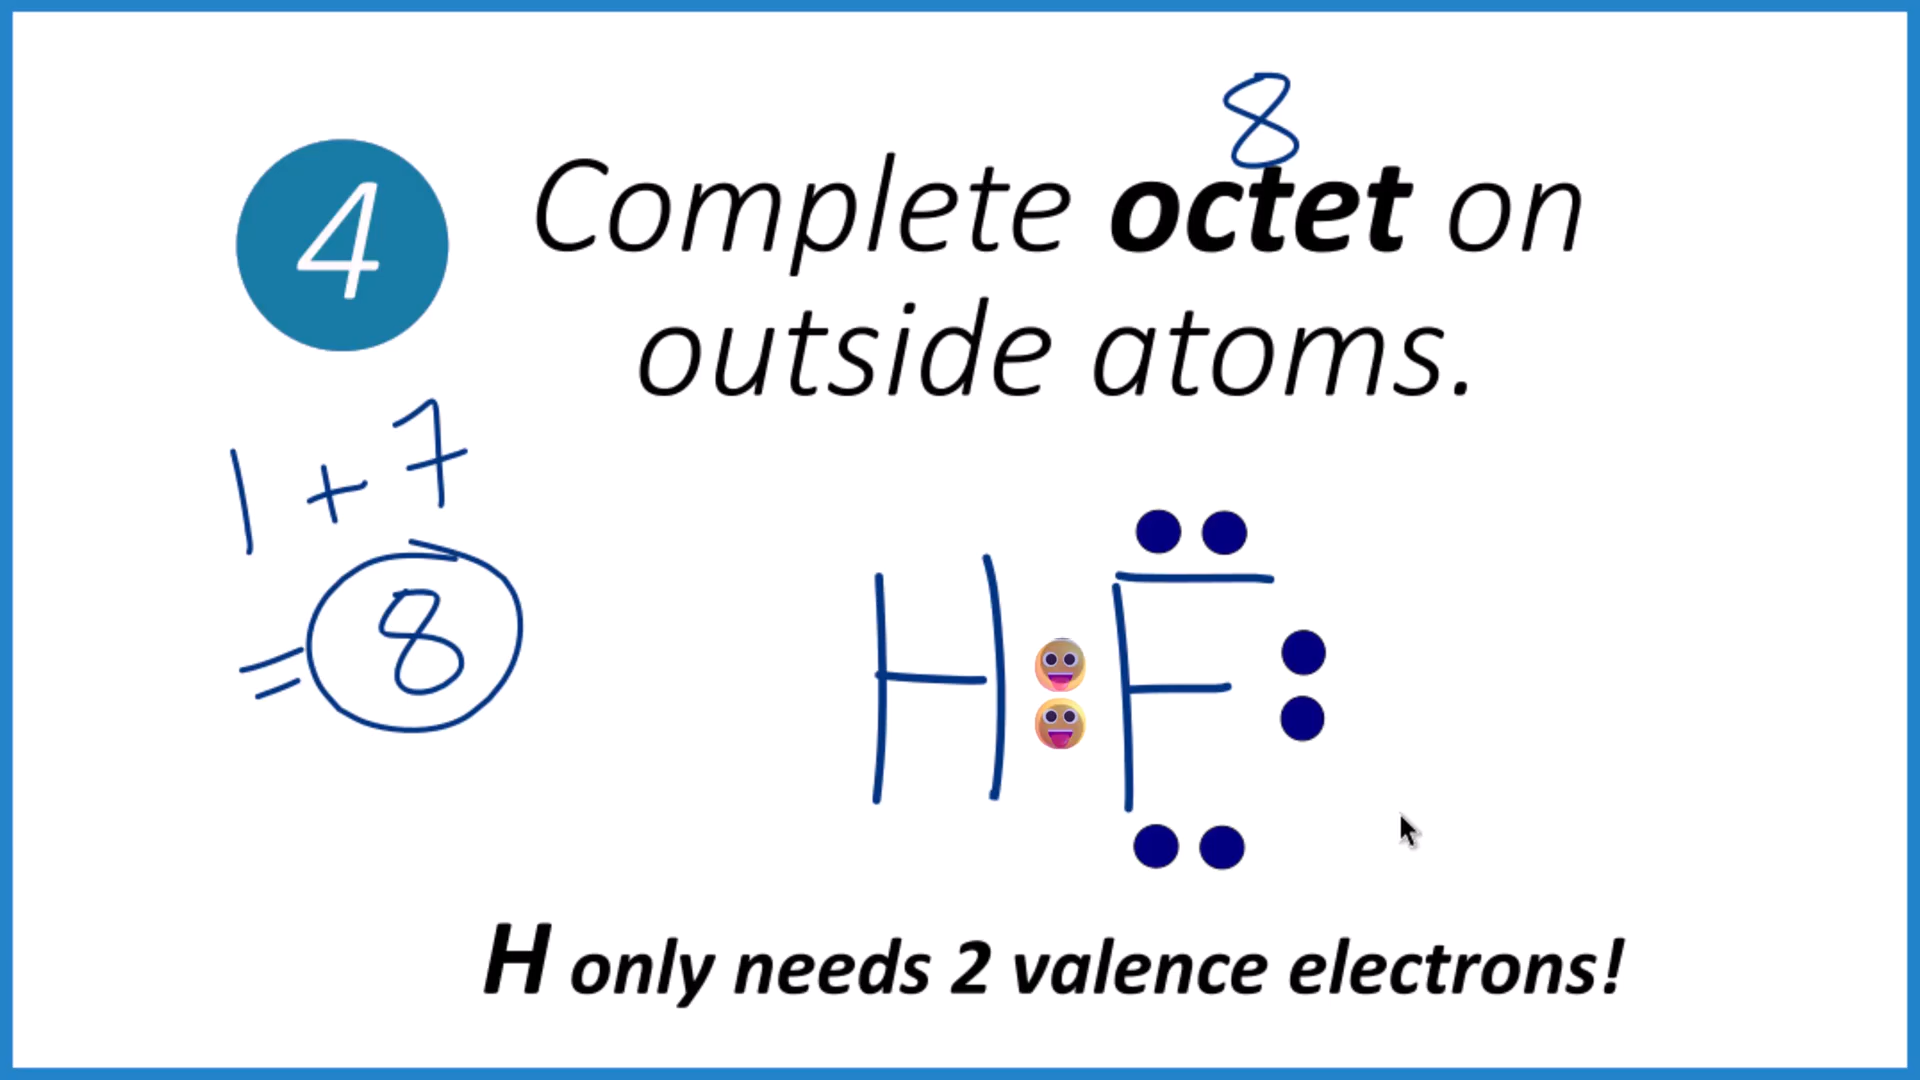 8
4
Complete octet on
outside atoms.
1 + 7
= 8
H F
H only needs 2 valence electrons!